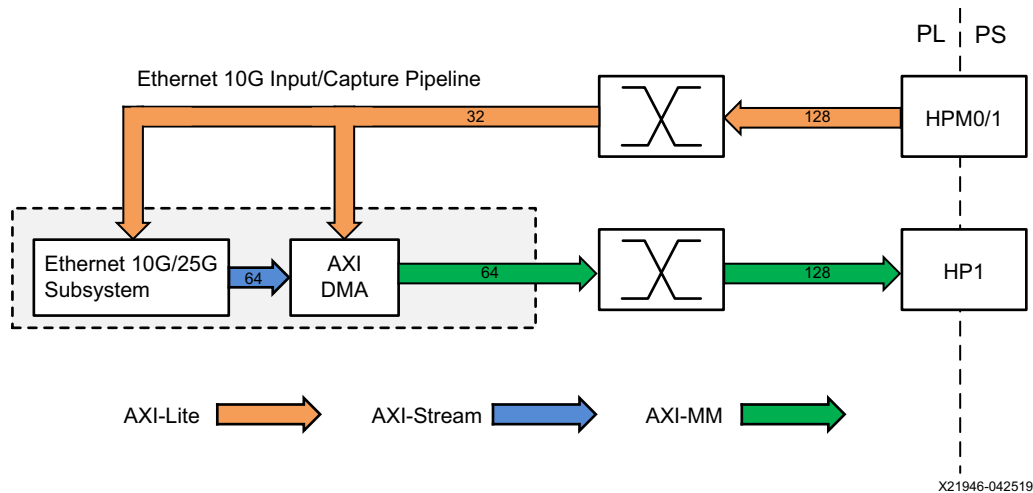 PL PS
Ethernet 10G Input/Capture Pipeline
32
128
HPM0/1
Ethernet 10G/25G
Subsystem
64
AXI
DMA
64
128
HP1
AXI-Lite
AXI-Stream
AXI-MM
X21946-042519